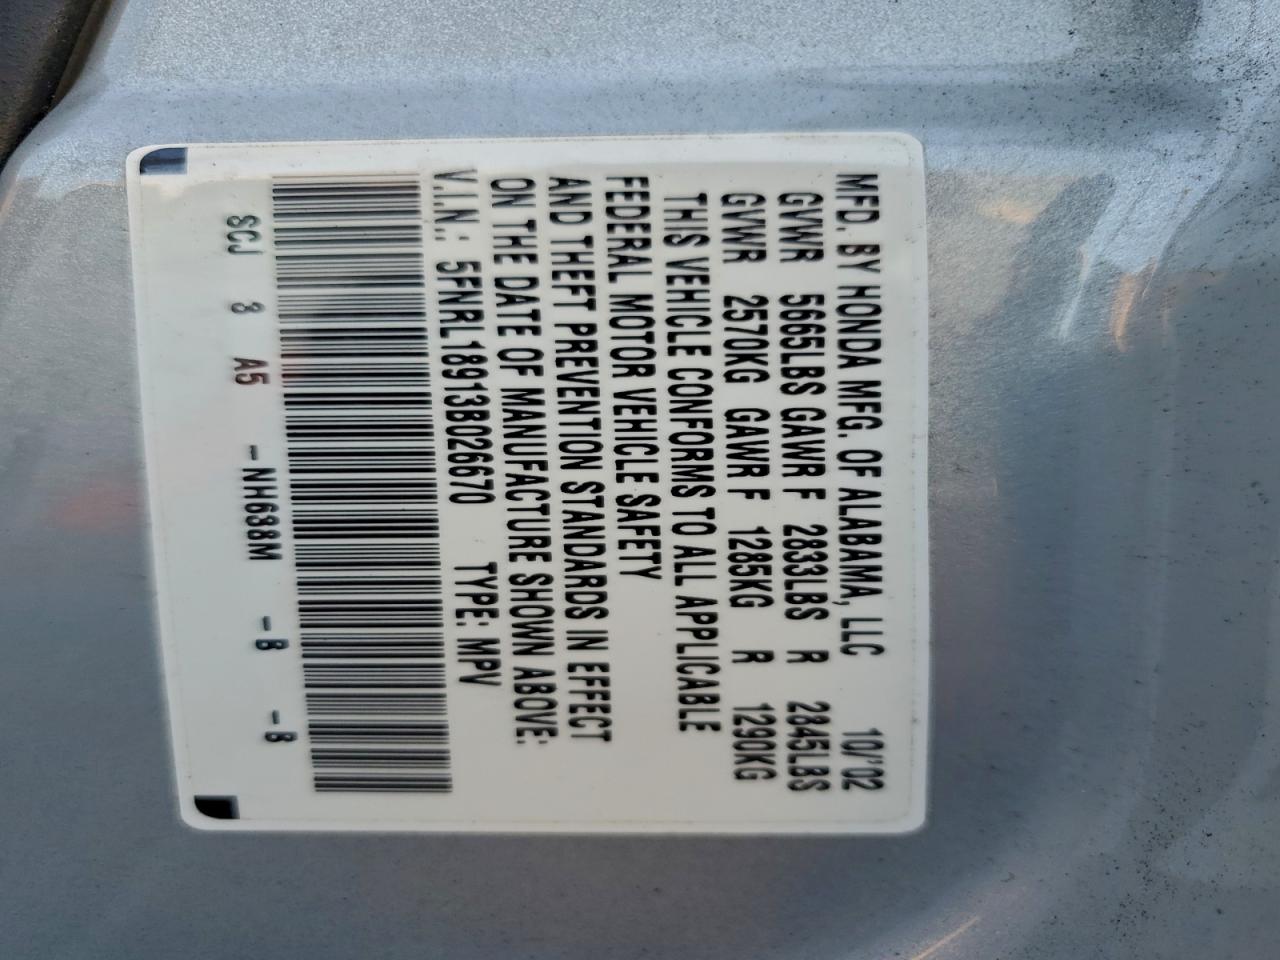 MFD. BY HONDA MFG. OF ALABAMA, LLC 10/'02
GVWR 5665LBS GAWR F 2833LBS R 2845LBS
GVWR 2570KG GAWR F 1285KG R 1290KG
THIS VEHICLE CONFORMS TO ALL APPLICABLE
FEDERAL MOTOR VEHICLE SAFETY
AND THEFT PREVENTION STANDARDS IN EFFECT
ON THE DATE OF MANUFACTURE SHOWN ABOVE:
V.I.N.: 5FNRL18913B026670 TYPE: MPV
SCJ 3 A5 -NH638M -B -B